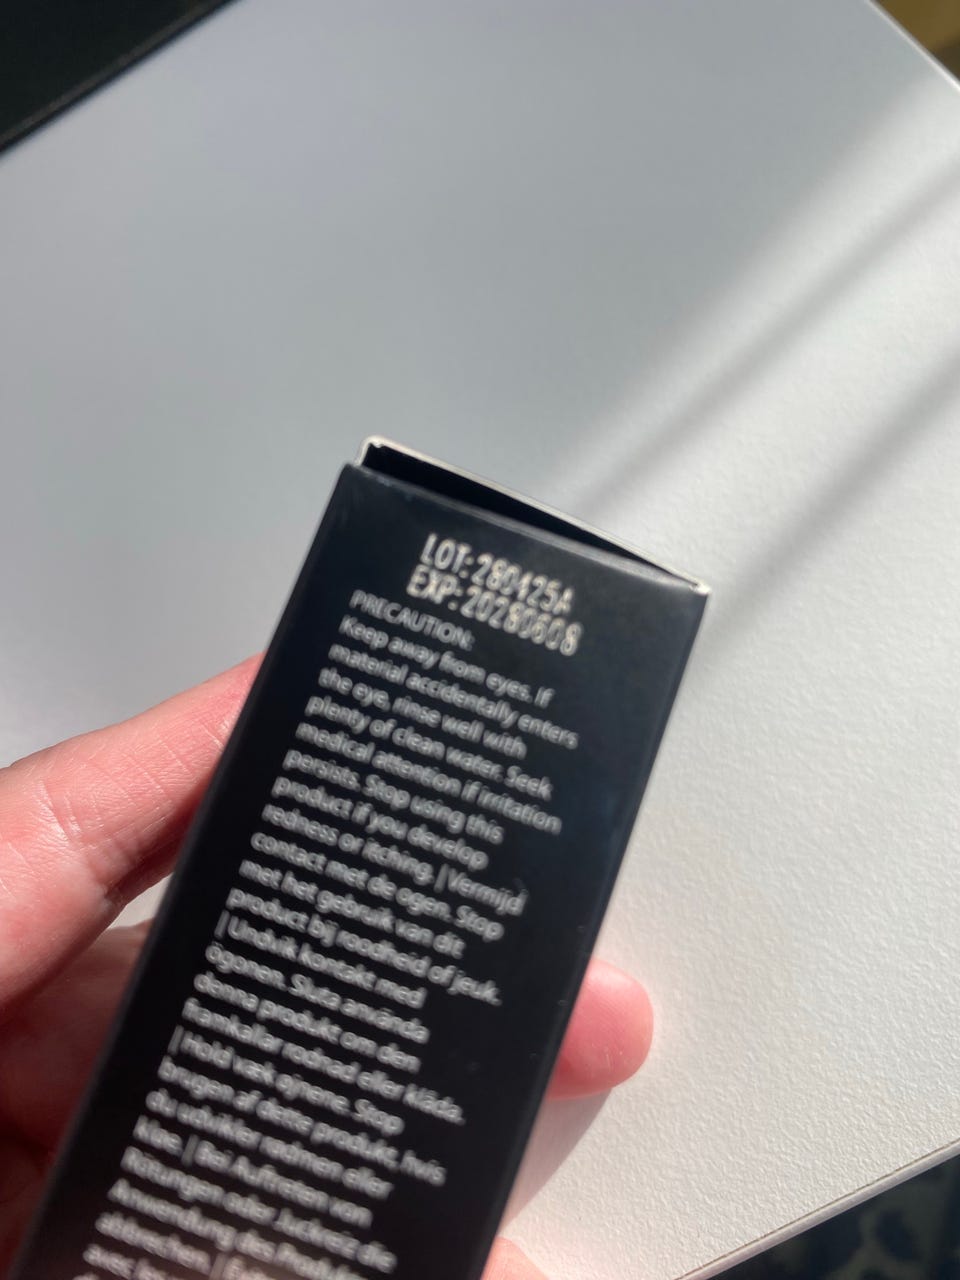 LOT: 280425A
EXP: 20280608
PRECAUTION:
Keep away from eyes. If
material accidentally enters
the eye, rinse well with
plenty of clean water. Seek
medical attention if irritation
persists. Stop using this
product if you develop
redness or itching. | Vermijd
contact met de ogen. Stop
met het gebruik van dit
product bij roodheid of jeuk.
| Undvik kontakt med
ögonen. Sluta använda
denna produkt om den
framkallar rodnad eller klåda.
| Hold væk øjnene. Stop
brugen af dette produkt, hvis
du udvikler rødmen eller
kløe. | Bei Auftreten von
Rötungen oder Juckreiz die
Anwendung des Produktes
abbrechen. |
avec